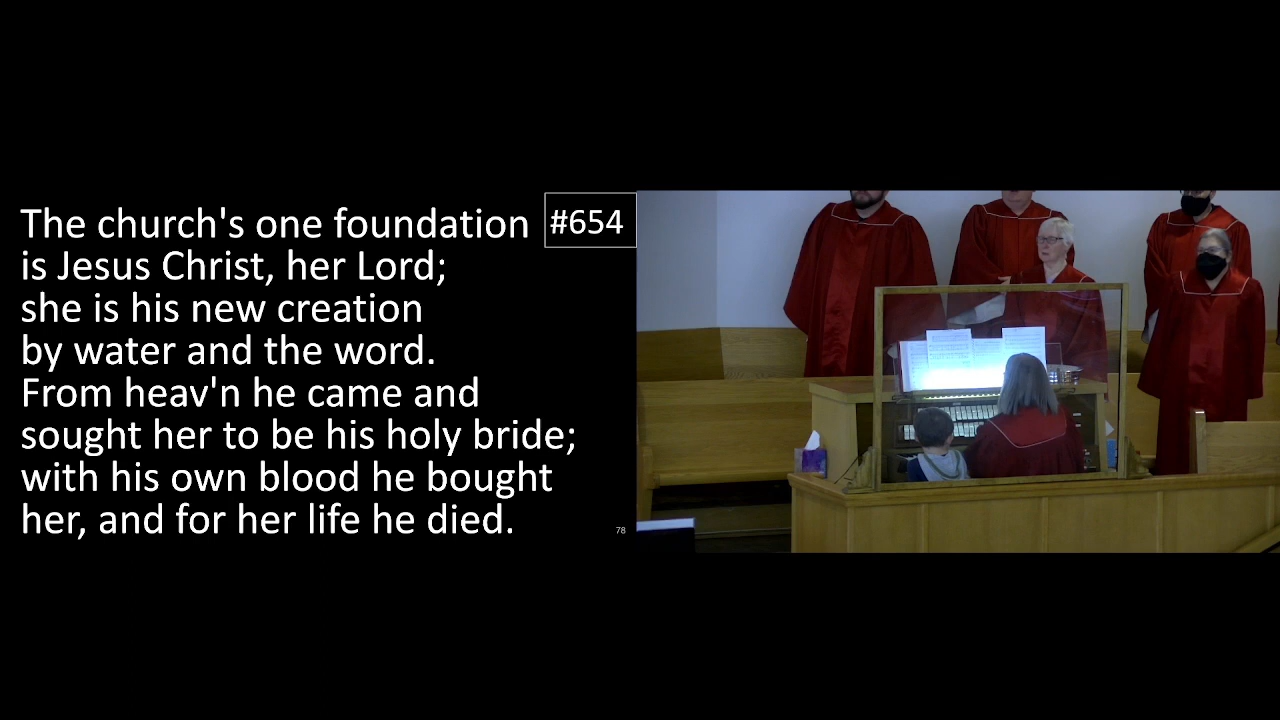 The church's one foundation
#654
is Jesus Christ, her Lord;
she is his new creation
by water and the word.
From heav'n he came and
sought her to be his holy bride;
with his own blood he bought
her, and for her life he died.
78